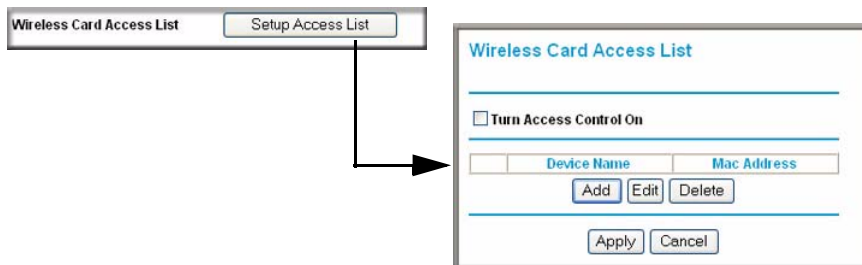 Wireless Card Access List Setup Access List
Wireless Card Access List
Turn Access Control On
Device Name Mac Address
Add Edit Delete
Apply Cancel